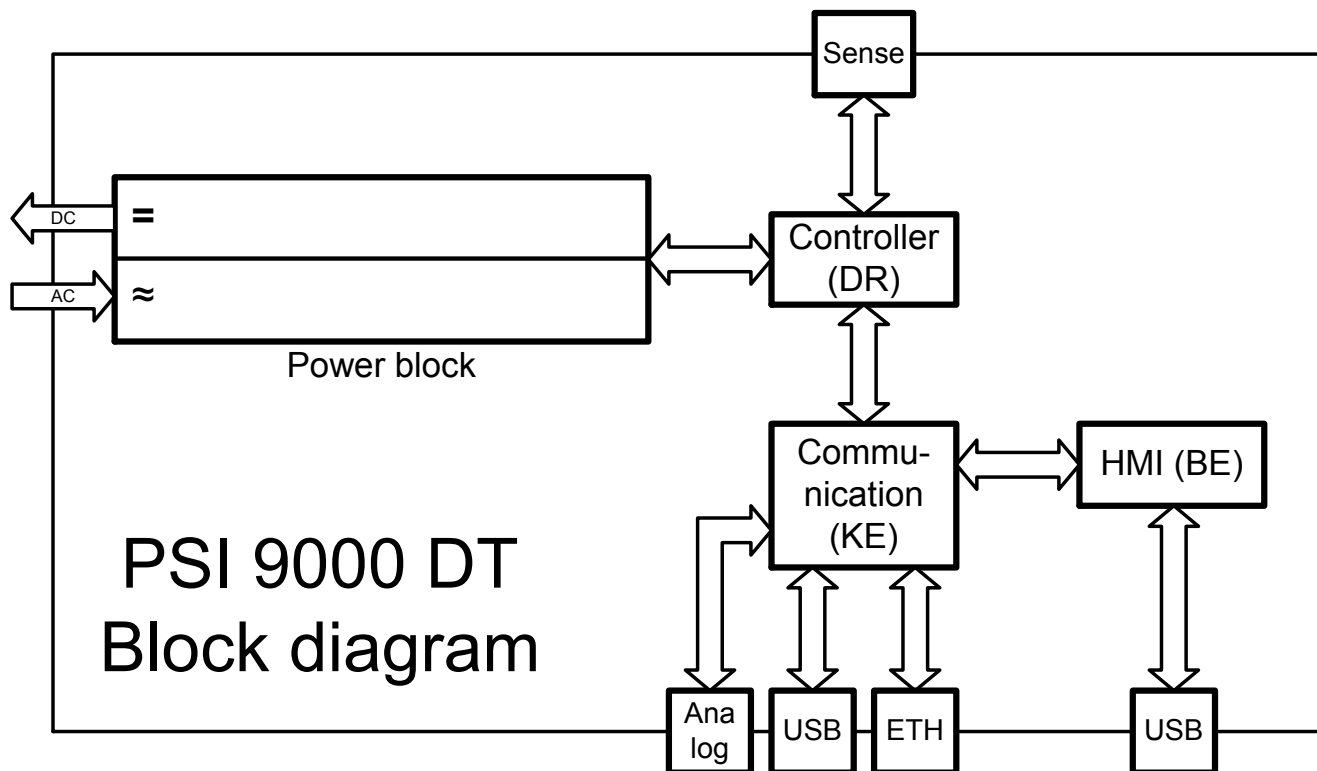 Sense
DC
=
Controller
(DR)
AC
≈
Power block
Commu-
nication
(KE)
HMI (BE)
PSI 9000 DT
Block diagram
Ana
log
USB
ETH
USB